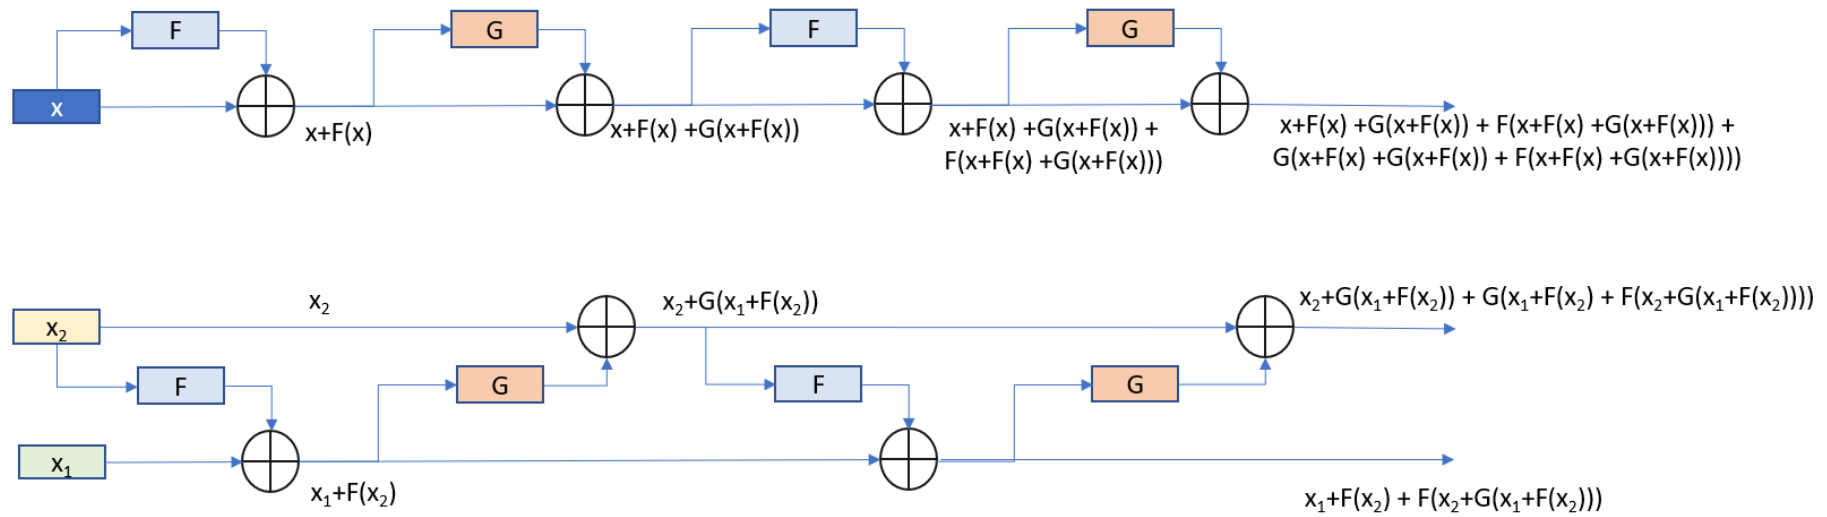 F
G
F
G
x
x+F(x)
x+F(x) +G(x+F(x))
x+F(x) +G(x+F(x)) +
F(x+F(x) +G(x+F(x)))
x+F(x) +G(x+F(x)) + F(x+F(x) +G(x+F(x))) +
G(x+F(x) +G(x+F(x)) + F(x+F(x) +G(x+F(x))))
x₂
x₂
x₂+G(x₁+F(x₂))
x₂+G(x₁+F(x₂)) + G(x₁+F(x₂) + F(x₂+G(x₁+F(x₂))))
F
G
F
G
x₁
x₁+F(x₂)
x₁+F(x₂) + F(x₂+G(x₁+F(x₂)))